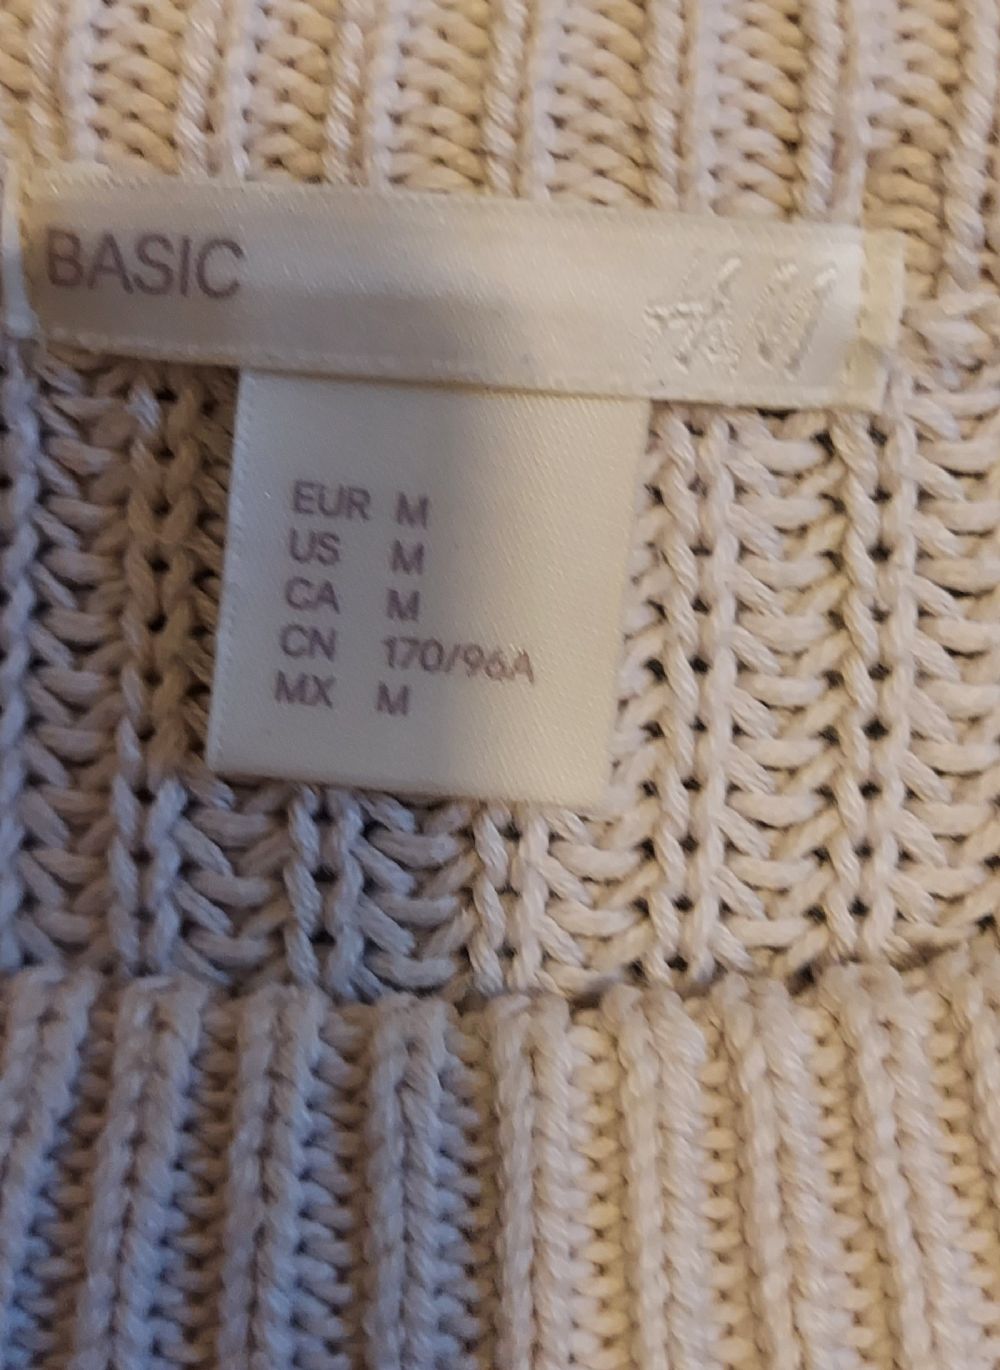 BASIC H&M
EUR M
US M
CA M
CN 170/96A
MX M